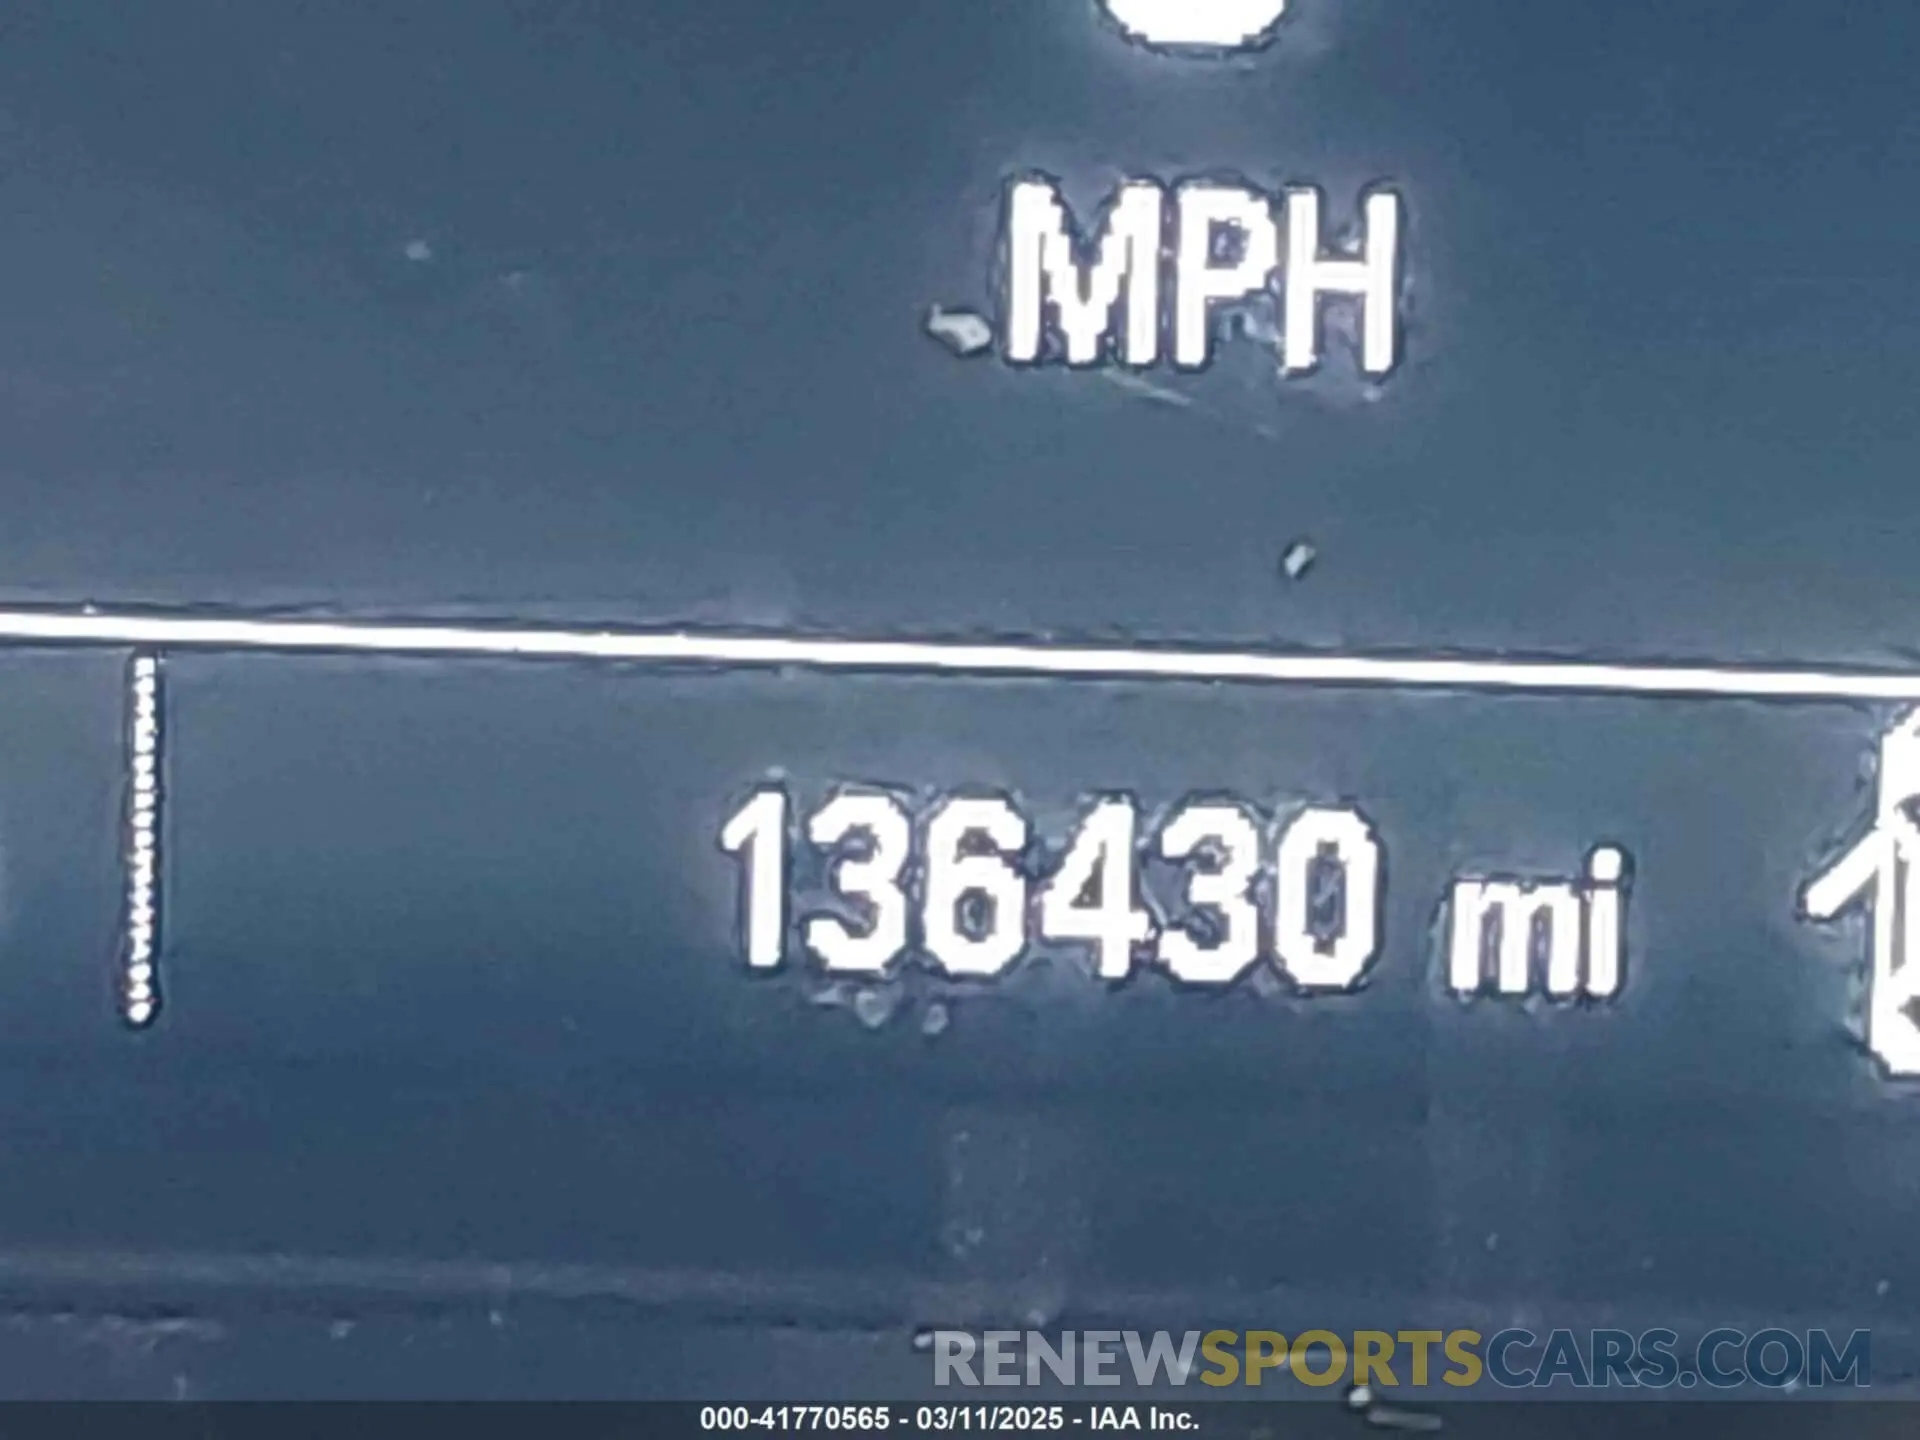 MPH
136430 mi
RENEWSPORTSCARS.COM
000-41770565 - 03/11/2025 - IAA Inc.